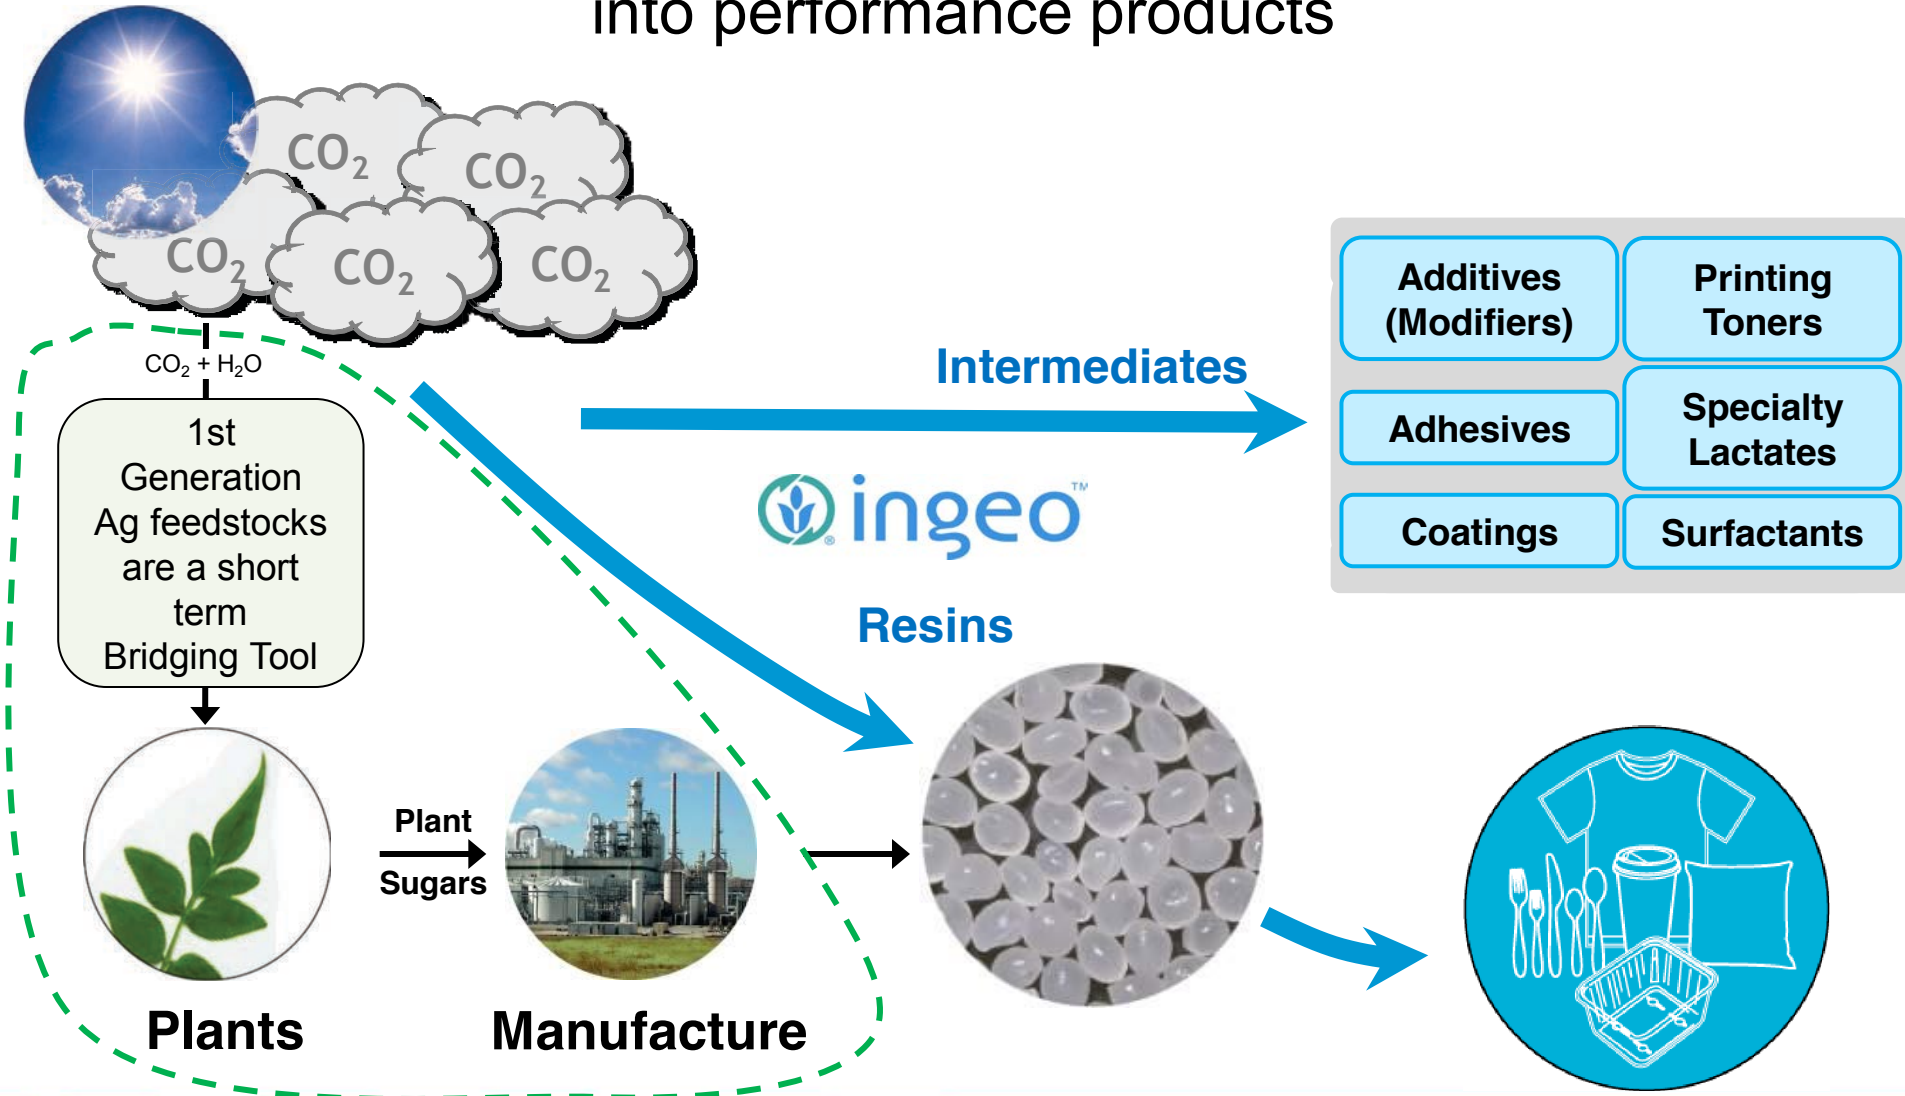 into performance products
CO₂
CO₂
CO₂
CO₂
CO₂
CO₂ + H₂O
1st
Generation
Ag feedstocks
are a short
term
Bridging Tool
Plant
Sugars
Plants
Manufacture
Intermediates
ingeo™
®
Resins
Additives
(Modifiers)
Printing
Toners
Adhesives
Specialty
Lactates
Coatings
Surfactants